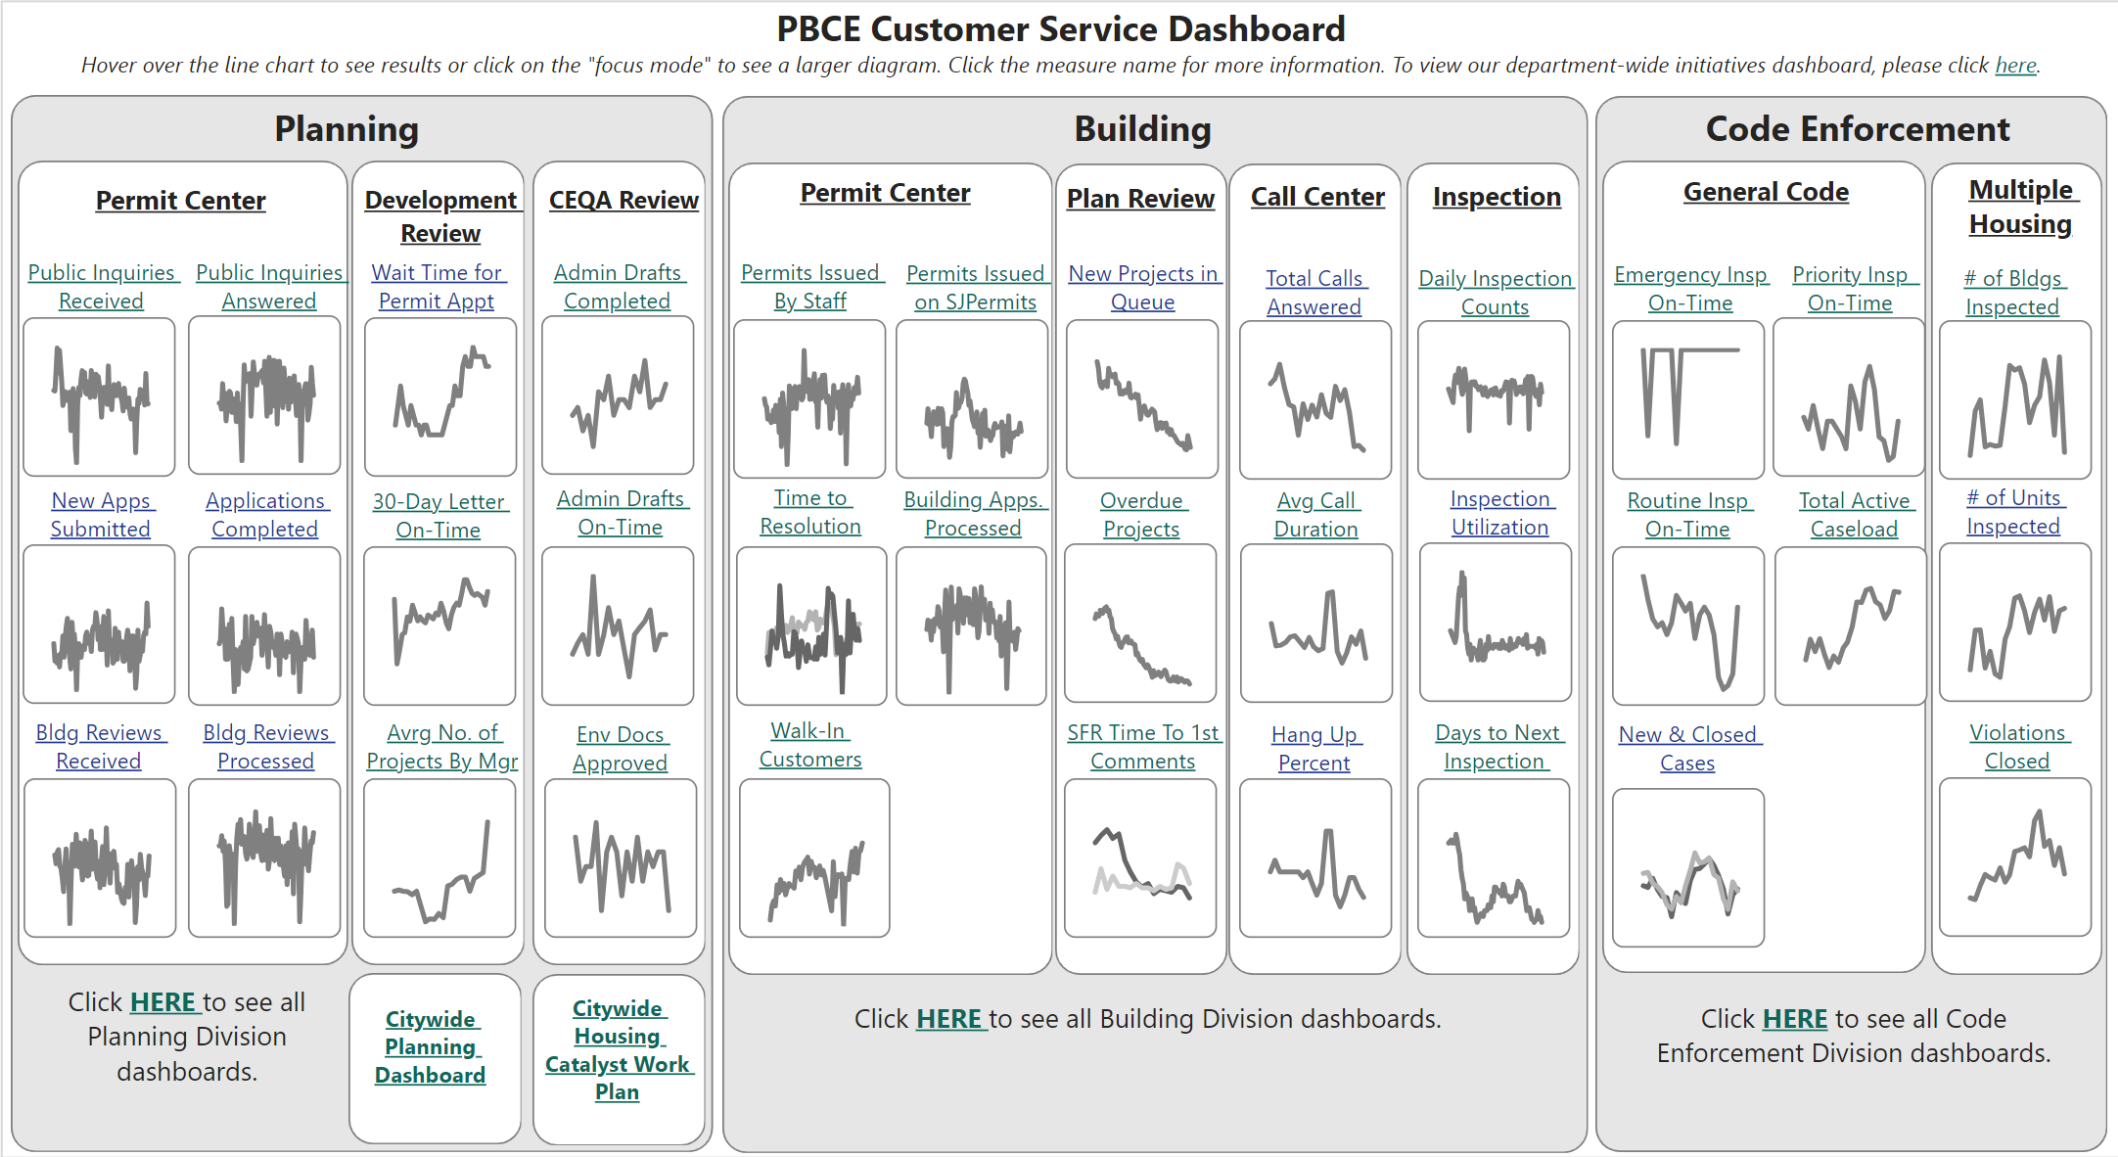 PBCE Customer Service Dashboard
Hover over the line chart to see results or click on the "focus mode" to see a larger diagram. Click the measure name for more information. To view our department-wide initiatives dashboard, please click here.
Planning
Permit Center
Public Inquiries
Received
Public Inquiries
Answered
New Apps
Submitted
Applications
Completed
Bldg Reviews
Received
Bldg Reviews
Processed
Development
Review
Wait Time for
Permit Appt
30-Day Letter
On-Time
Avrg No. of
Projects By Mgr
CEQA Review
Admin Drafts
Completed
Admin Drafts
On-Time
Env Docs
Approved
Click HERE to see all
Planning Division
dashboards.
Citywide
Planning
Dashboard
Citywide
Housing
Catalyst Work
Plan
Building
Permit Center
Permits Issued
By Staff
Permits Issued
on SJPermits
Time to
Resolution
Building Apps.
Processed
Walk-In
Customers
Plan Review
New Projects in
Queue
Overdue
Projects
SFR Time To 1st
Comments
Call Center
Total Calls
Answered
Avg Call
Duration
Hang Up
Percent
Inspection
Daily Inspection
Counts
Inspection
Utilization
Days to Next
Inspection
Click HERE to see all Building Division dashboards.
Code Enforcement
General Code
Emergency Insp
On-Time
Priority Insp
On-Time
Routine Insp
On-Time
Total Active
Caseload
New & Closed
Cases
Multiple
Housing
# of Bldgs
Inspected
# of Units
Inspected
Violations
Closed
Click HERE to see all Code
Enforcement Division dashboards.